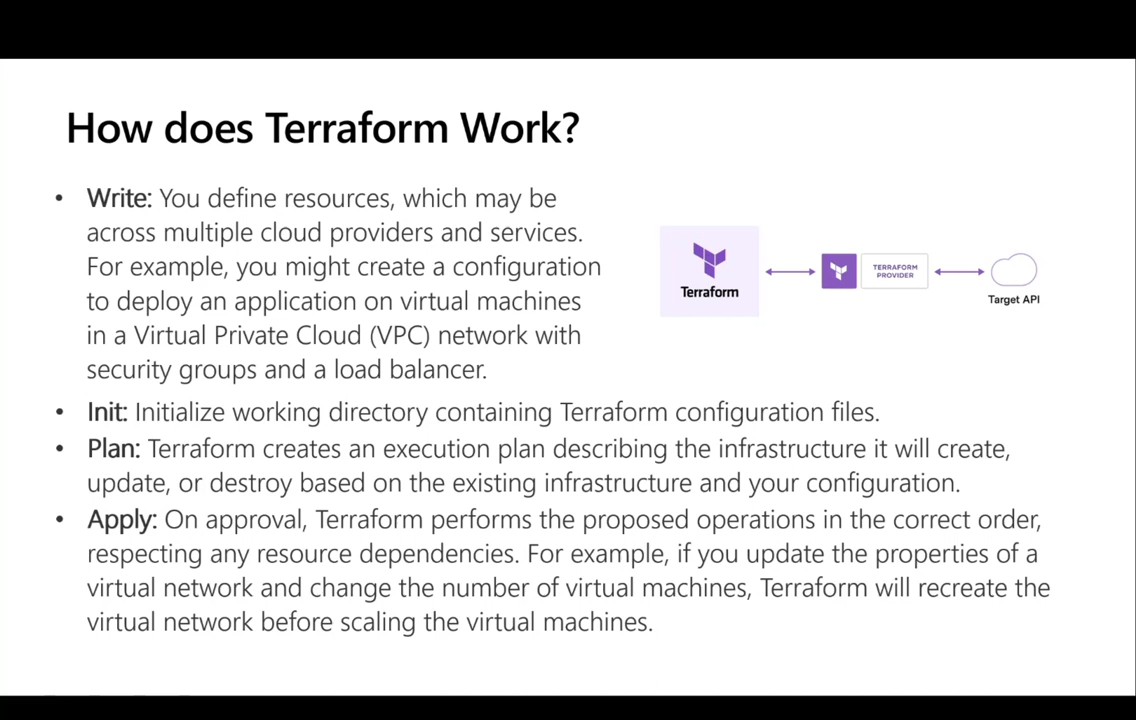 How does Terraform Work?
• Write: You define resources, which may be
across multiple cloud providers and services.
For example, you might create a configuration
to deploy an application on virtual machines
in a Virtual Private Cloud (VPC) network with
security groups and a load balancer.
Terraform
TERRAFORM
PROVIDER
Target API
• Init: Initialize working directory containing Terraform configuration files.
• Plan: Terraform creates an execution plan describing the infrastructure it will create,
update, or destroy based on the existing infrastructure and your configuration.
• Apply: On approval, Terraform performs the proposed operations in the correct order,
respecting any resource dependencies. For example, if you update the properties of a
virtual network and change the number of virtual machines, Terraform will recreate the
virtual network before scaling the virtual machines.